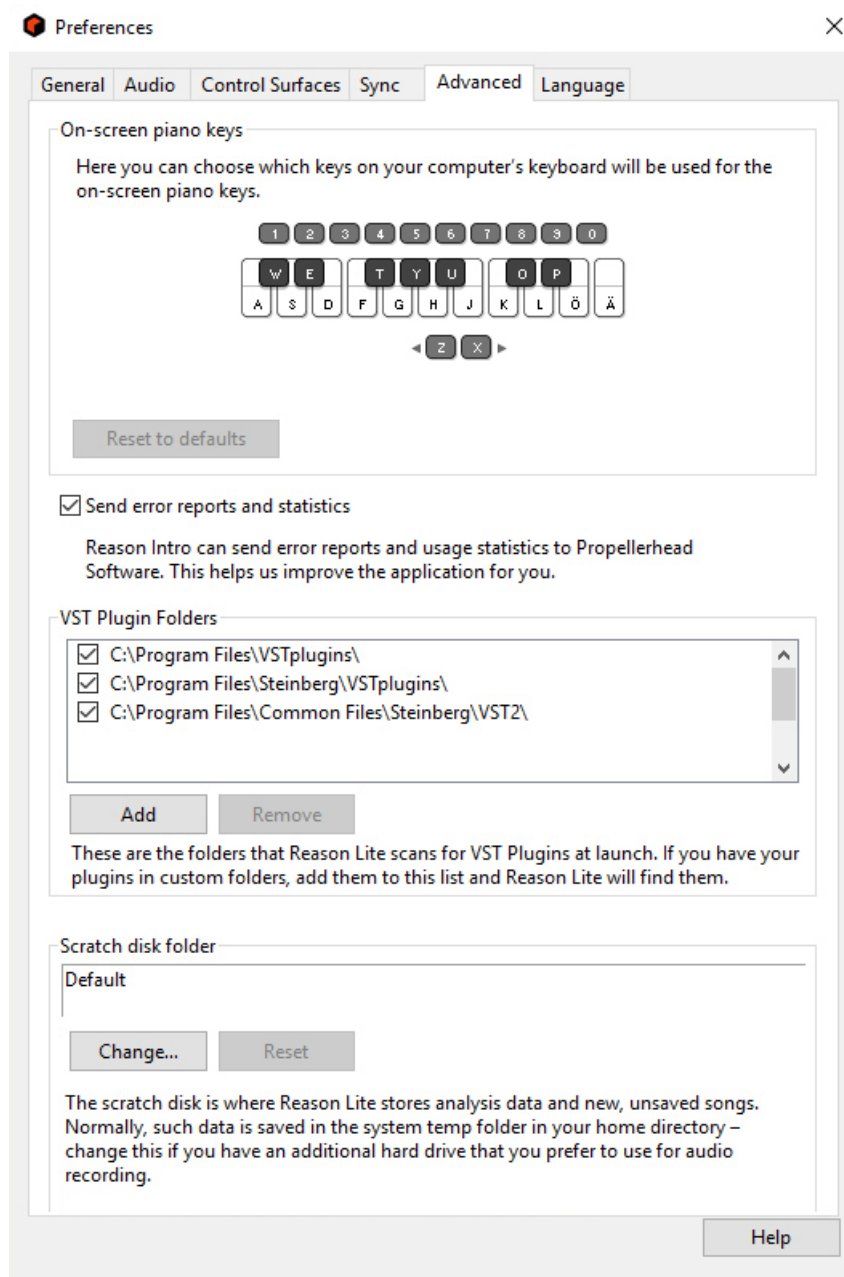 Preferences
General Audio Control Surfaces Sync Advanced Language
On-screen piano keys
Here you can choose which keys on your computer's keyboard will be used for the
on-screen piano keys.
1 2 3 4 5 6 7 8 9 0
W E T Y U O P
A S D F G H J K L Ö Ä
Z X
Reset to defaults
Send error reports and statistics
Reason Intro can send error reports and usage statistics to Propellerhead
Software. This helps us improve the application for you.
VST Plugin Folders
C:\Program Files\VSTplugins\
C:\Program Files\Steinberg\VSTplugins\
C:\Program Files\Common Files\Steinberg\VST2\
Add Remove
These are the folders that Reason Lite scans for VST Plugins at launch. If you have your
plugins in custom folders, add them to this list and Reason Lite will find them.
Scratch disk folder
Default
Change... Reset
The scratch disk is where Reason Lite stores analysis data and new, unsaved songs.
Normally, such data is saved in the system temp folder in your home directory –
change this if you have an additional hard drive that you prefer to use for audio
recording.
Help